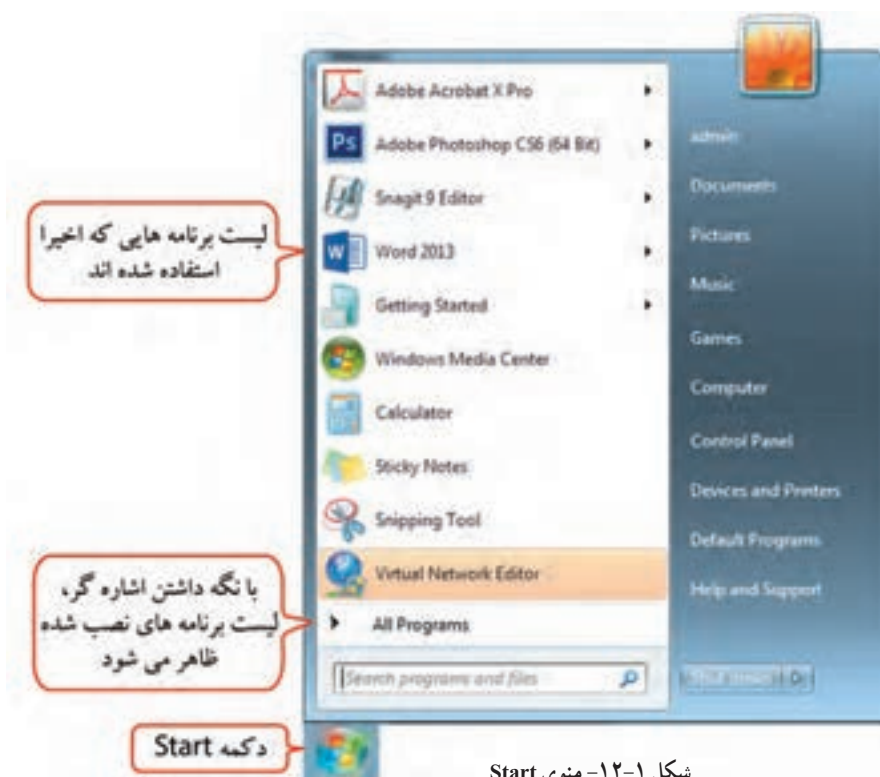 Adobe Acrobat X Pro
Adobe Photoshop CS6 (64 Bit)
Snagit 9 Editor
Word 2013
Getting Started
Windows Media Center
Calculator
Sticky Notes
Snipping Tool
Virtual Network Editor
All Programs
Search programs and files
admin
Documents
Pictures
Music
Games
Computer
Control Panel
Devices and Printers
Default Programs
Help and Support
لیست برنامه هایی که اخیرا
استفاده شده اند
با نگه داشتن اشاره گر،
لیست برنامه های نصب شده
ظاهر می شود
دکمه Start
شکل ۱-۱۲- منوی Start